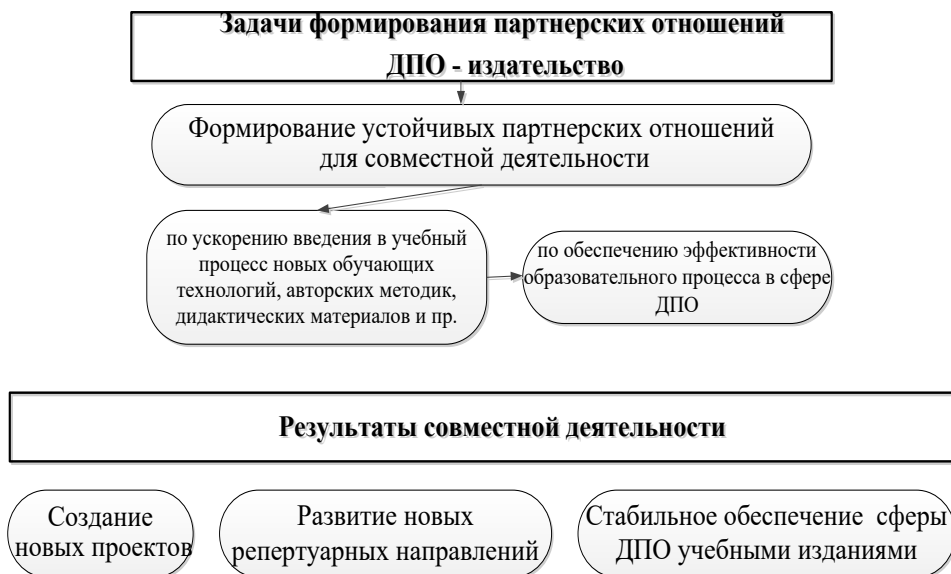 Задачи формирования партнерских отношений
ДПО - издательство
Формирование устойчивых партнерских отношений
для совместной деятельности
по ускорению введения в учебный
процесс новых обучающих
технологий, авторских методик,
дидактических материалов и пр.
по обеспечению эффективности
образовательного процесса в сфере
ДПО
Результаты совместной деятельности
Создание
новых проектов
Развитие новых
репертуарных направлений
Стабильное обеспечение сферы
ДПО учебными изданиями